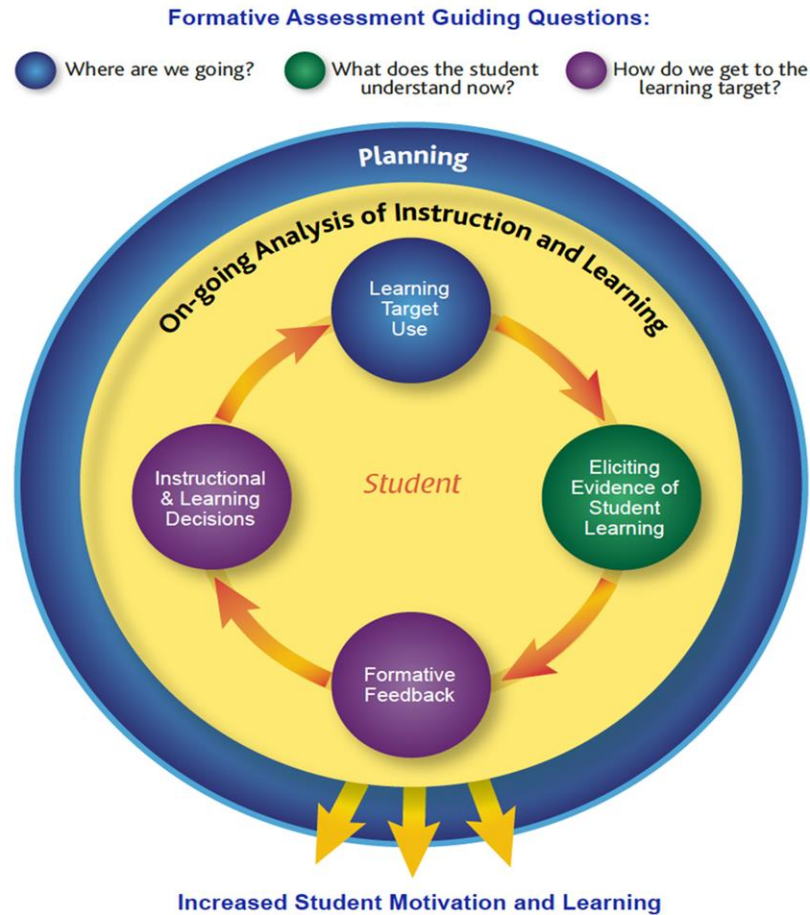 Formative Assessment Guiding Questions:
Where are we going?
What does the student
understand now?
How do we get to the
learning target?
Planning
On-going Analysis of Instruction and Learning
Learning
Target
Use
Eliciting
Evidence of
Student
Learning
Formative
Feedback
Instructional
& Learning
Decisions
Student
Increased Student Motivation and Learning